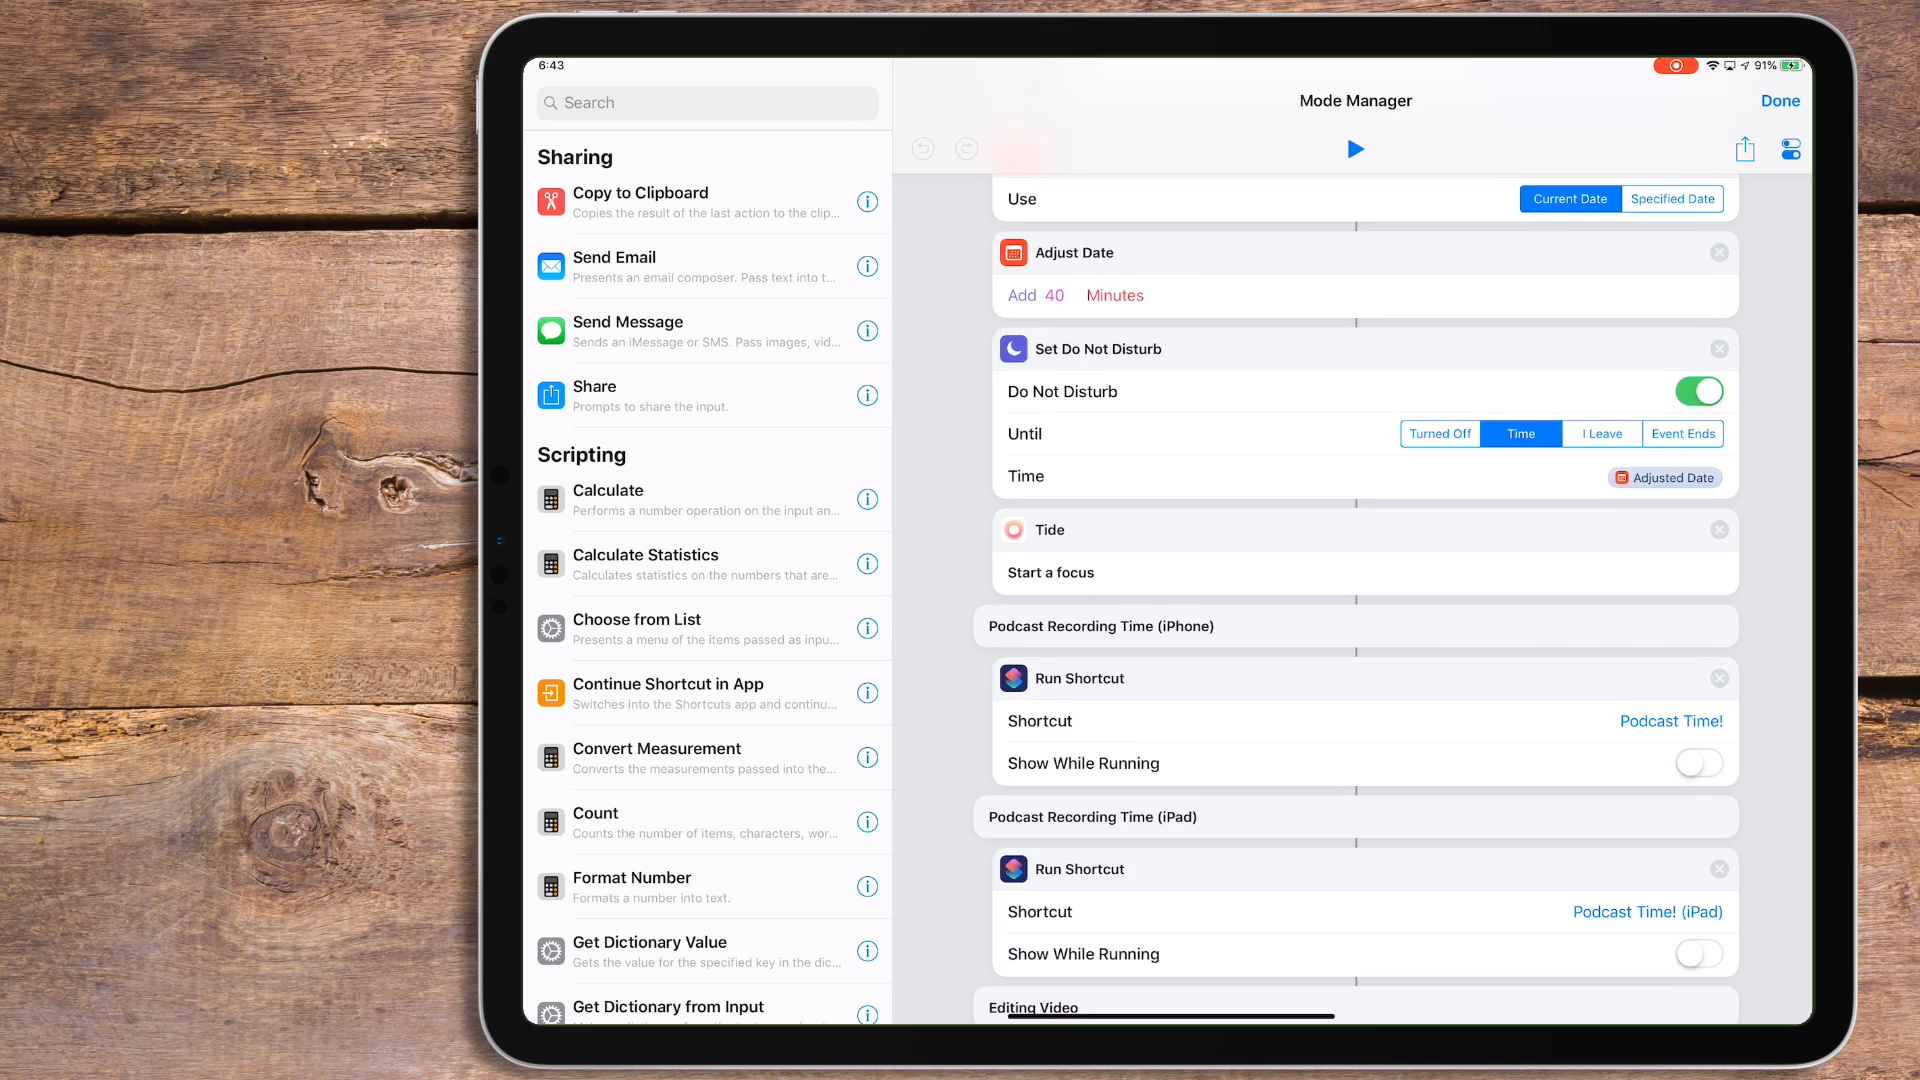 6:43
91%
Search
Mode Manager
Done
Sharing
Copy to Clipboard
Copies the result of the last action to the clip...
Send Email
Presents an email composer. Pass text into t...
Send Message
Sends an iMessage or SMS. Pass images, vid...
Share
Prompts to share the input.
Scripting
Calculate
Performs a number operation on the input an...
Calculate Statistics
Calculates statistics on the numbers that are...
Choose from List
Presents a menu of the items passed as inpu...
Continue Shortcut in App
Switches into the Shortcuts app and continu...
Convert Measurement
Converts the measurements passed into the...
Count
Counts the number of items, characters, wor...
Format Number
Formats a number into text.
Get Dictionary Value
Gets the value for the specified key in the dic...
Get Dictionary from Input
Use
Current Date
Specified Date
Adjust Date
Add 40 Minutes
Set Do Not Disturb
Do Not Disturb
Until
Turned Off
Time
I Leave
Event Ends
Time
Adjusted Date
Tide
Start a focus
Podcast Recording Time (iPhone)
Run Shortcut
Shortcut
Podcast Time!
Show While Running
Podcast Recording Time (iPad)
Run Shortcut
Shortcut
Podcast Time! (iPad)
Show While Running
Editing Video